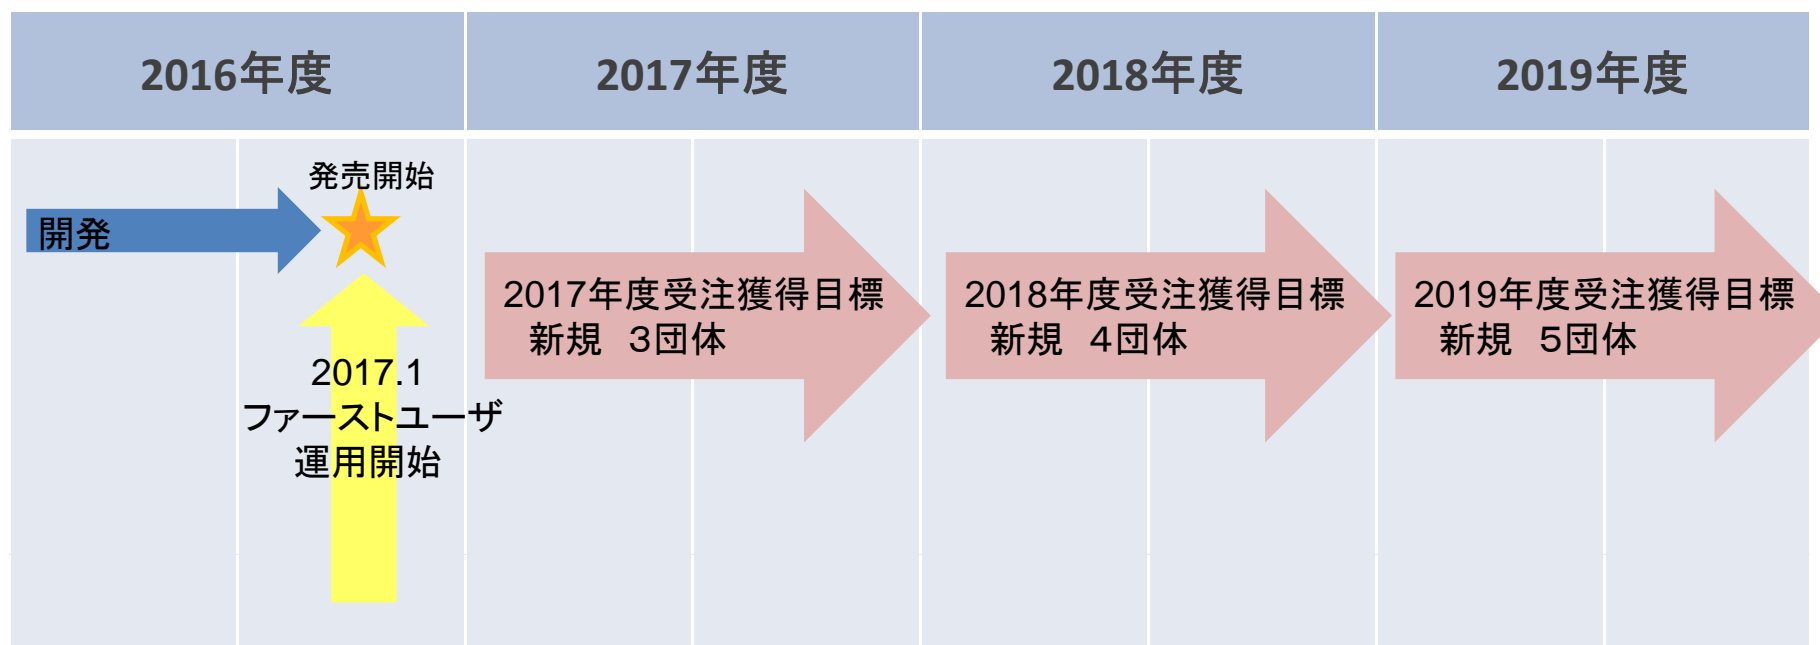 2016年度
2017年度
2018年度
2019年度
発売開始
開発
2017.1
ファーストユーザ
運用開始
2017年度受注獲得目標
新規　３団体
2018年度受注獲得目標
新規　４団体
2019年度受注獲得目標
新規　５団体